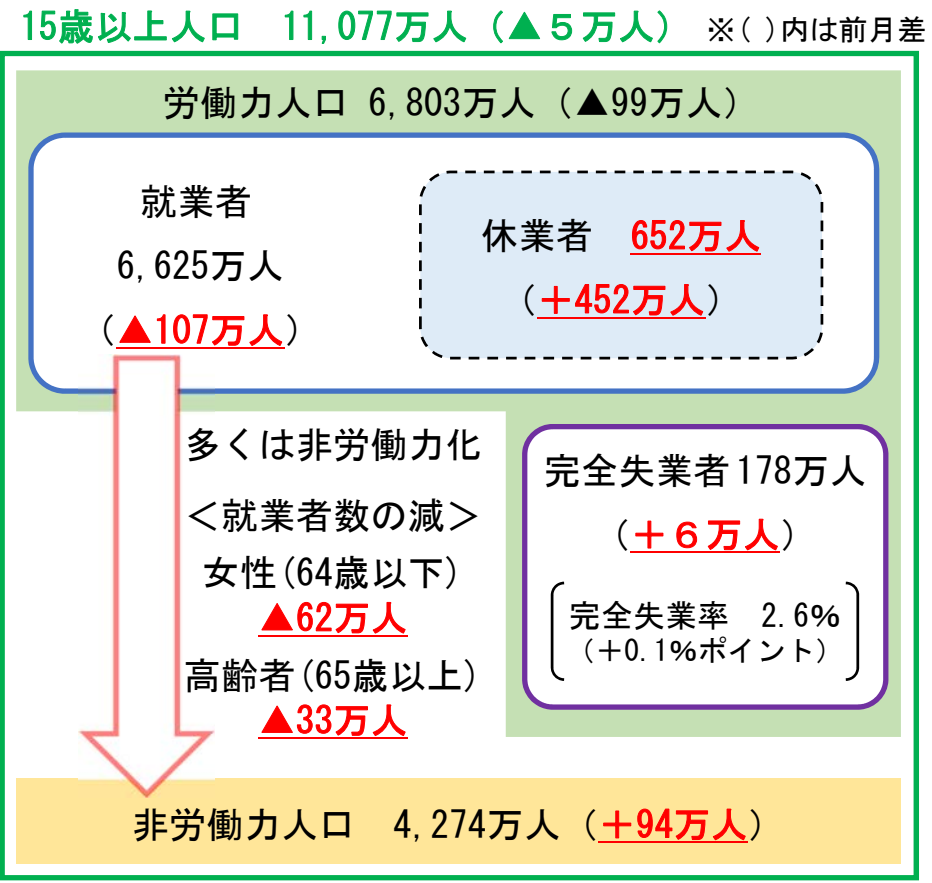 15歳以上人口　11,077万人（▲５万人）　※( )内は前月差
労働力人口 6,803万人（▲99万人）
就業者
6,625万人
（▲107万人）
休業者　652万人
（＋452万人）
多くは非労働力化
＜就業者数の減＞
女性(64歳以下)
▲62万人
高齢者(65歳以上)
▲33万人
完全失業者178万人
（＋６万人）
完全失業率　2.6%
（＋0.1%ポイント）
非労働力人口　4,274万人（＋94万人）